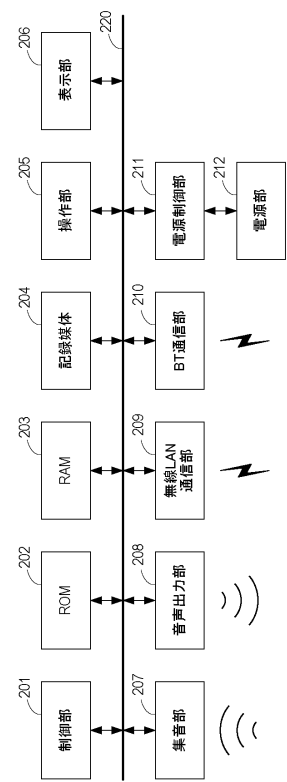 201
制御部
202
ROM
203
RAM
204
記録媒体
205
操作部
206
表示部
220
207
集音部
208
音声出力部
209
無線LAN
通信部
210
BT通信部
211
電源制御部
212
電源部